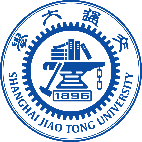 交通大學
1896
SHANGHAI JIAO TONG UNIVERSITY